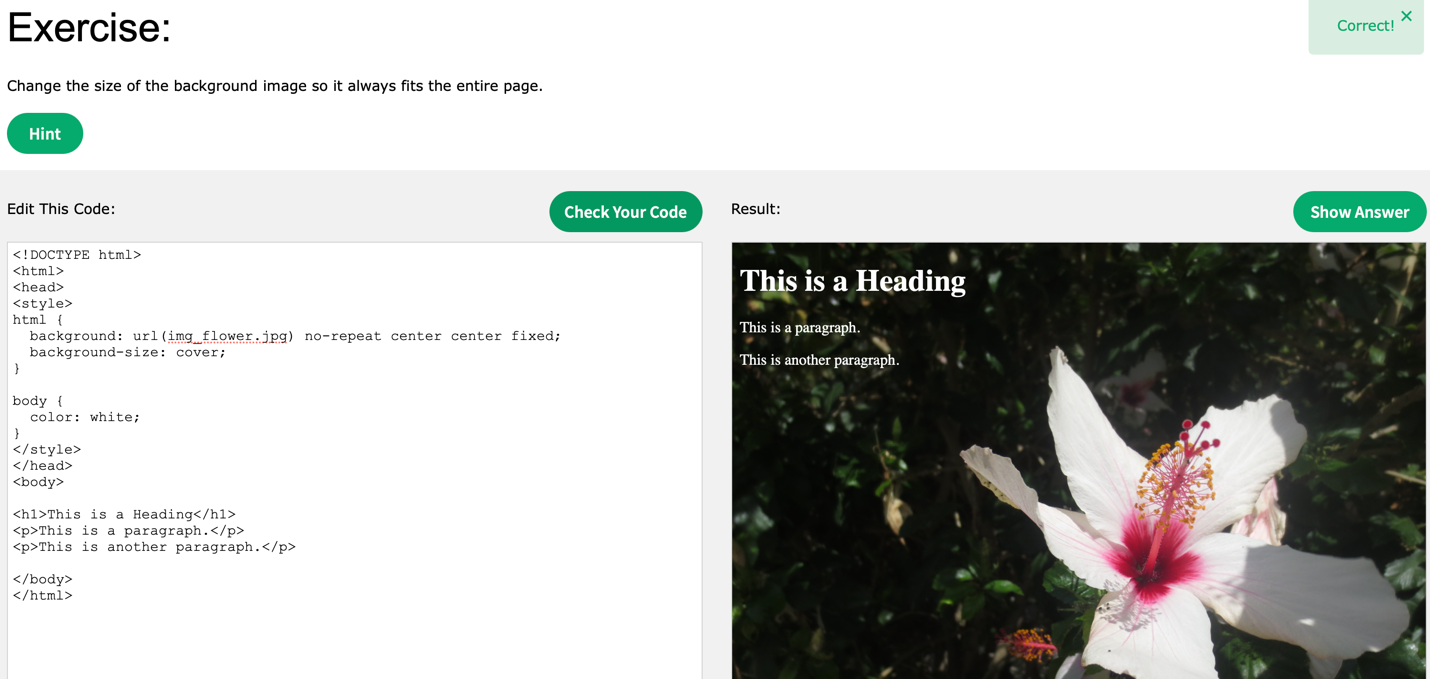 Exercise:
Correct! ×
Change the size of the background image so it always fits the entire page.
Hint
Edit This Code:
Check Your Code
<!DOCTYPE html>
<html>
<head>
<style>
html {
  background: url(img_flower.jpg) no-repeat center center fixed;
  background-size: cover;
}

body {
  color: white;
}
</style>
</head>
<body>

<h1>This is a Heading</h1>
<p>This is a paragraph.</p>
<p>This is another paragraph.</p>

</body>
</html>
Result:
Show Answer
This is a Heading
This is a paragraph.
This is another paragraph.